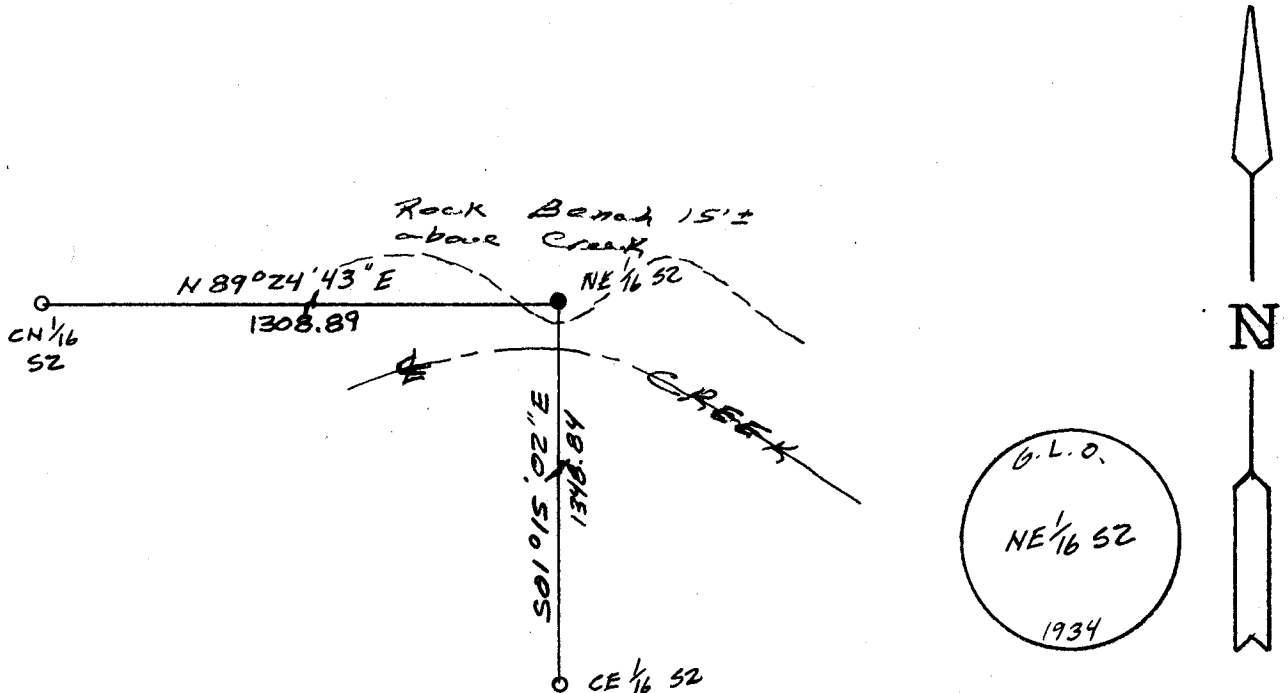 Rock Bench 15'±
above Creek
NE 1/16 S2
N 89°24'43" E
1308.89
CN 1/16
S2
℄
CREEK
S01°01'02"E
1348.84
CE 1/16 S2
G.L.O.
NE 1/16 S2
1934
N